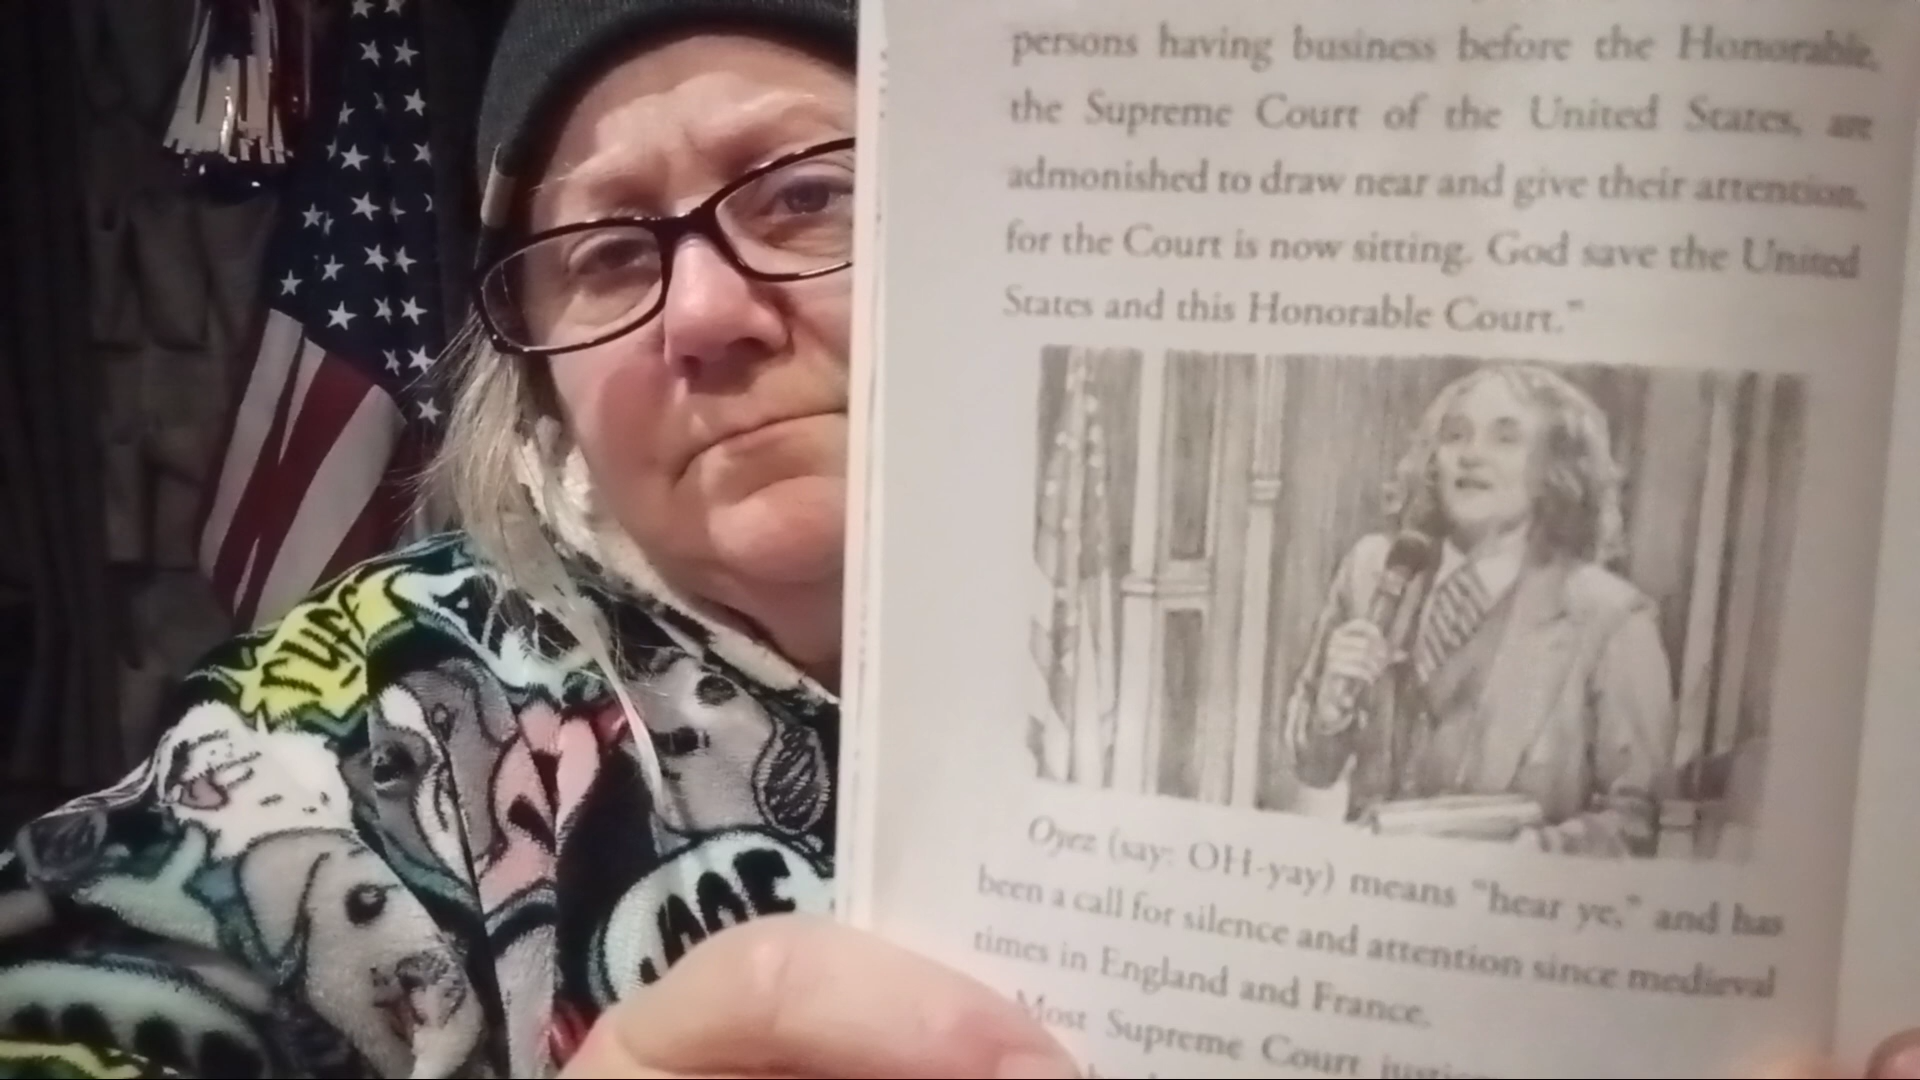 persons having business before the Honorable,
the Supreme Court of the United States, are
admonished to draw near and give their attention,
for the Court is now sitting. God save the United
States and this Honorable Court."
Oyez (say: OH-yay) means "hear ye," and has
been a call for silence and attention since medieval
times in England and France.
Most Supreme Court
ruff